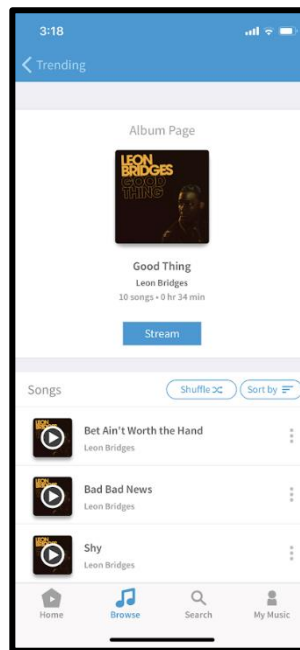 3:18
Trending
Album Page
LEON
BRIDGES
GOOD
THING
Good Thing
Leon Bridges
10 songs • 0 hr 34 min
Stream
Songs
Shuffle
Sort by
Bet Ain't Worth the Hand
Leon Bridges
Bad Bad News
Leon Bridges
Shy
Leon Bridges
Home
Browse
Search
My Music